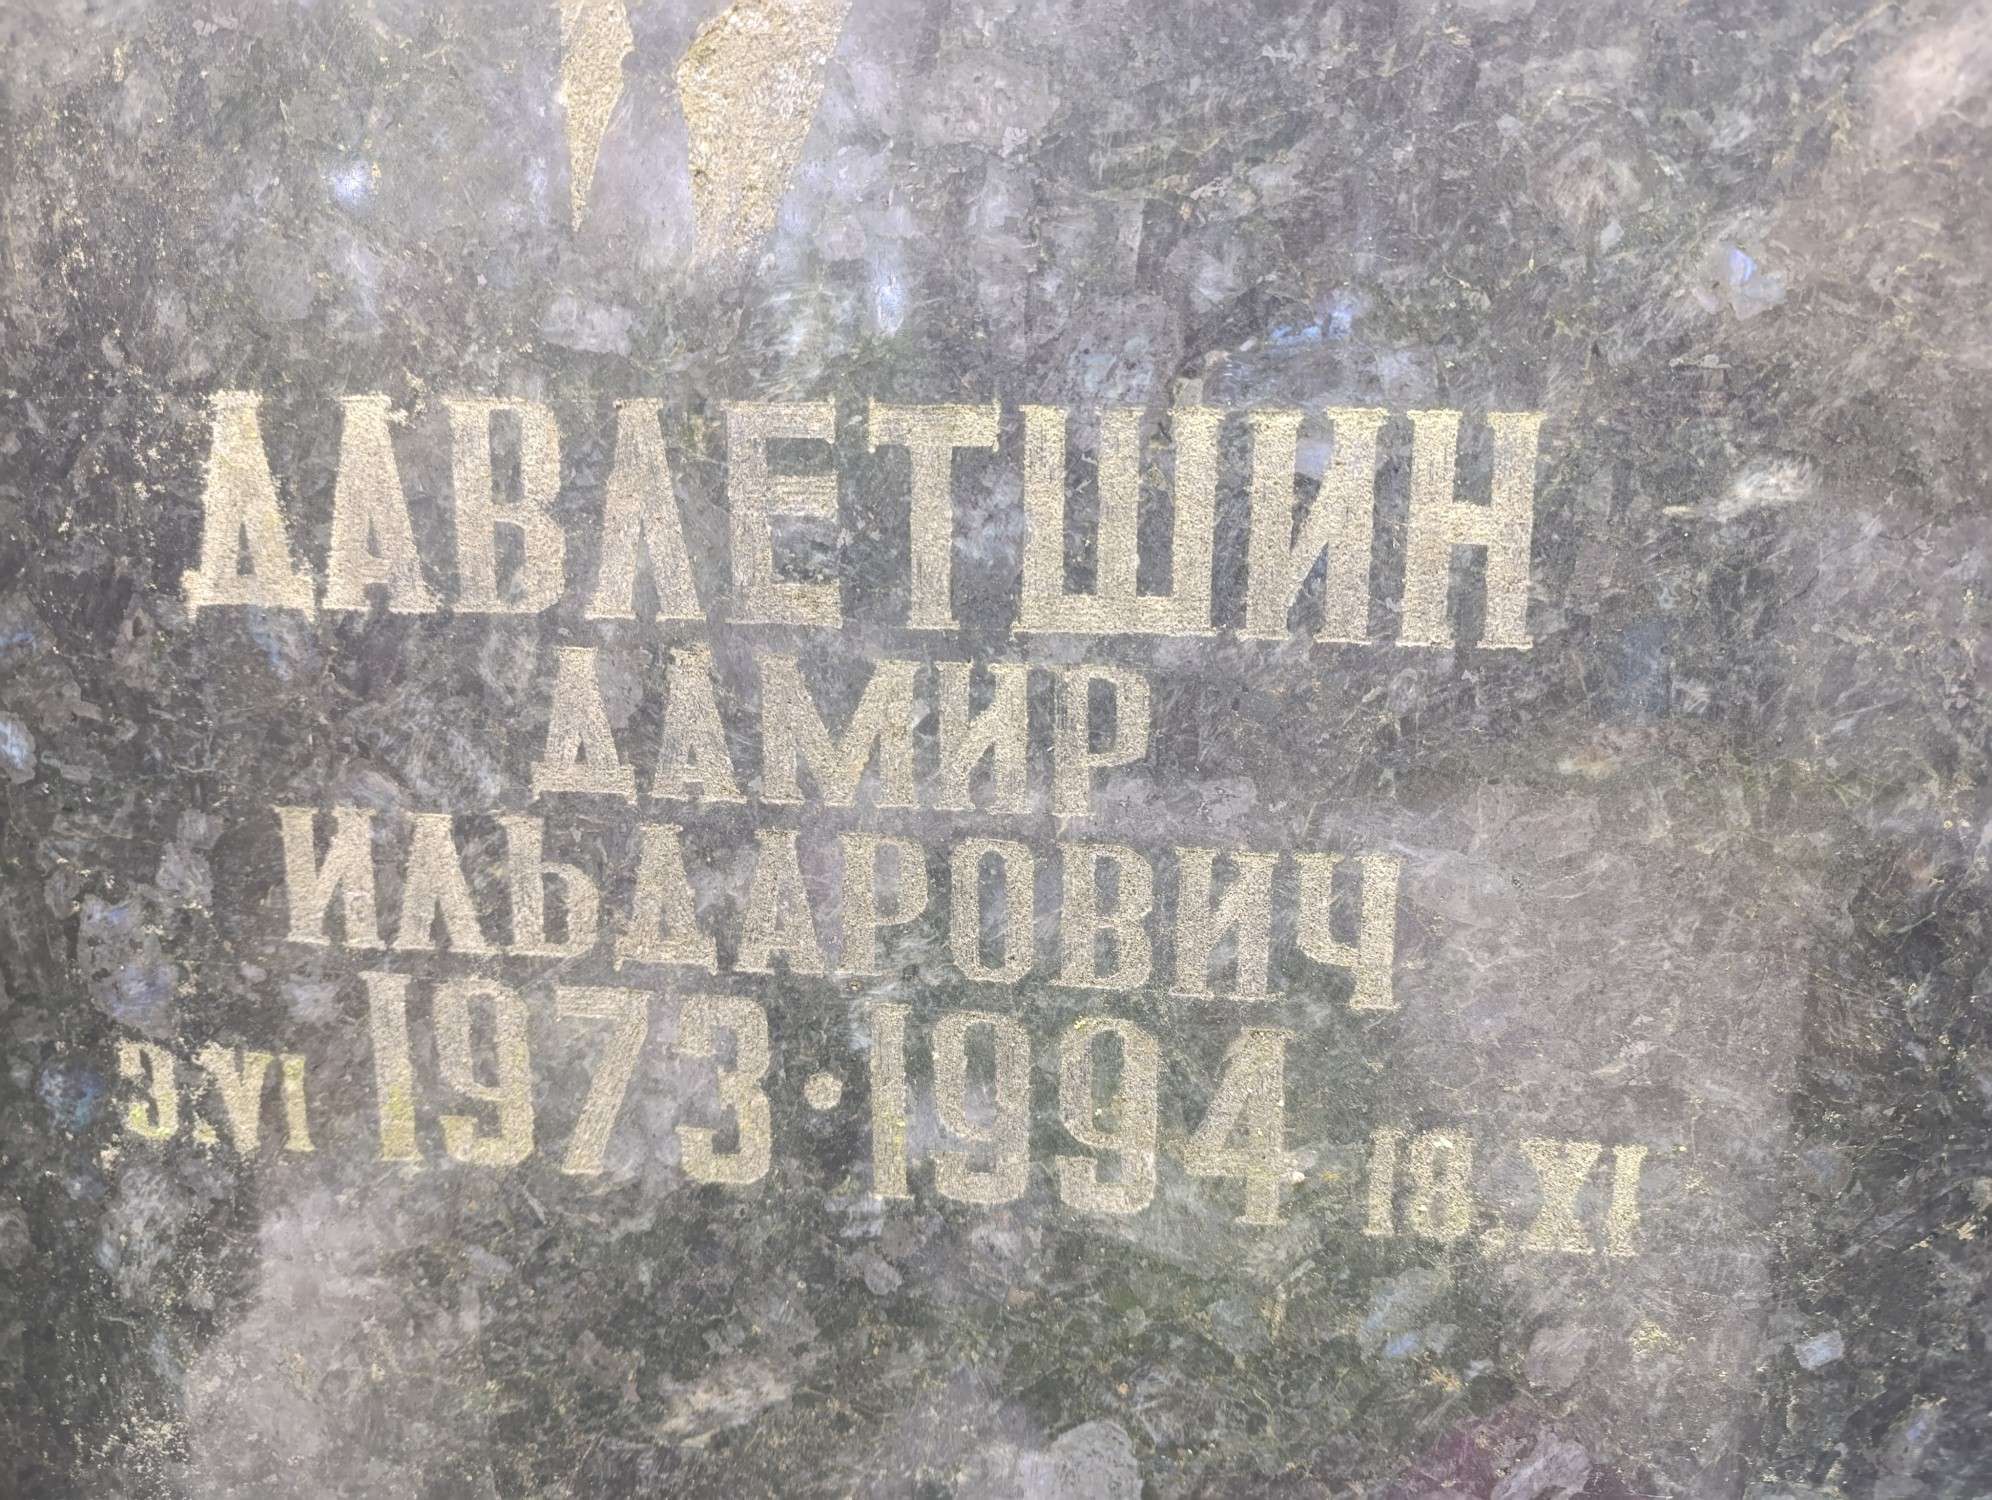 ДАВЛЕТШИН
ДАМИР
ИЛЬДАРОВИЧ
3.VI 1973·1994 18.XI